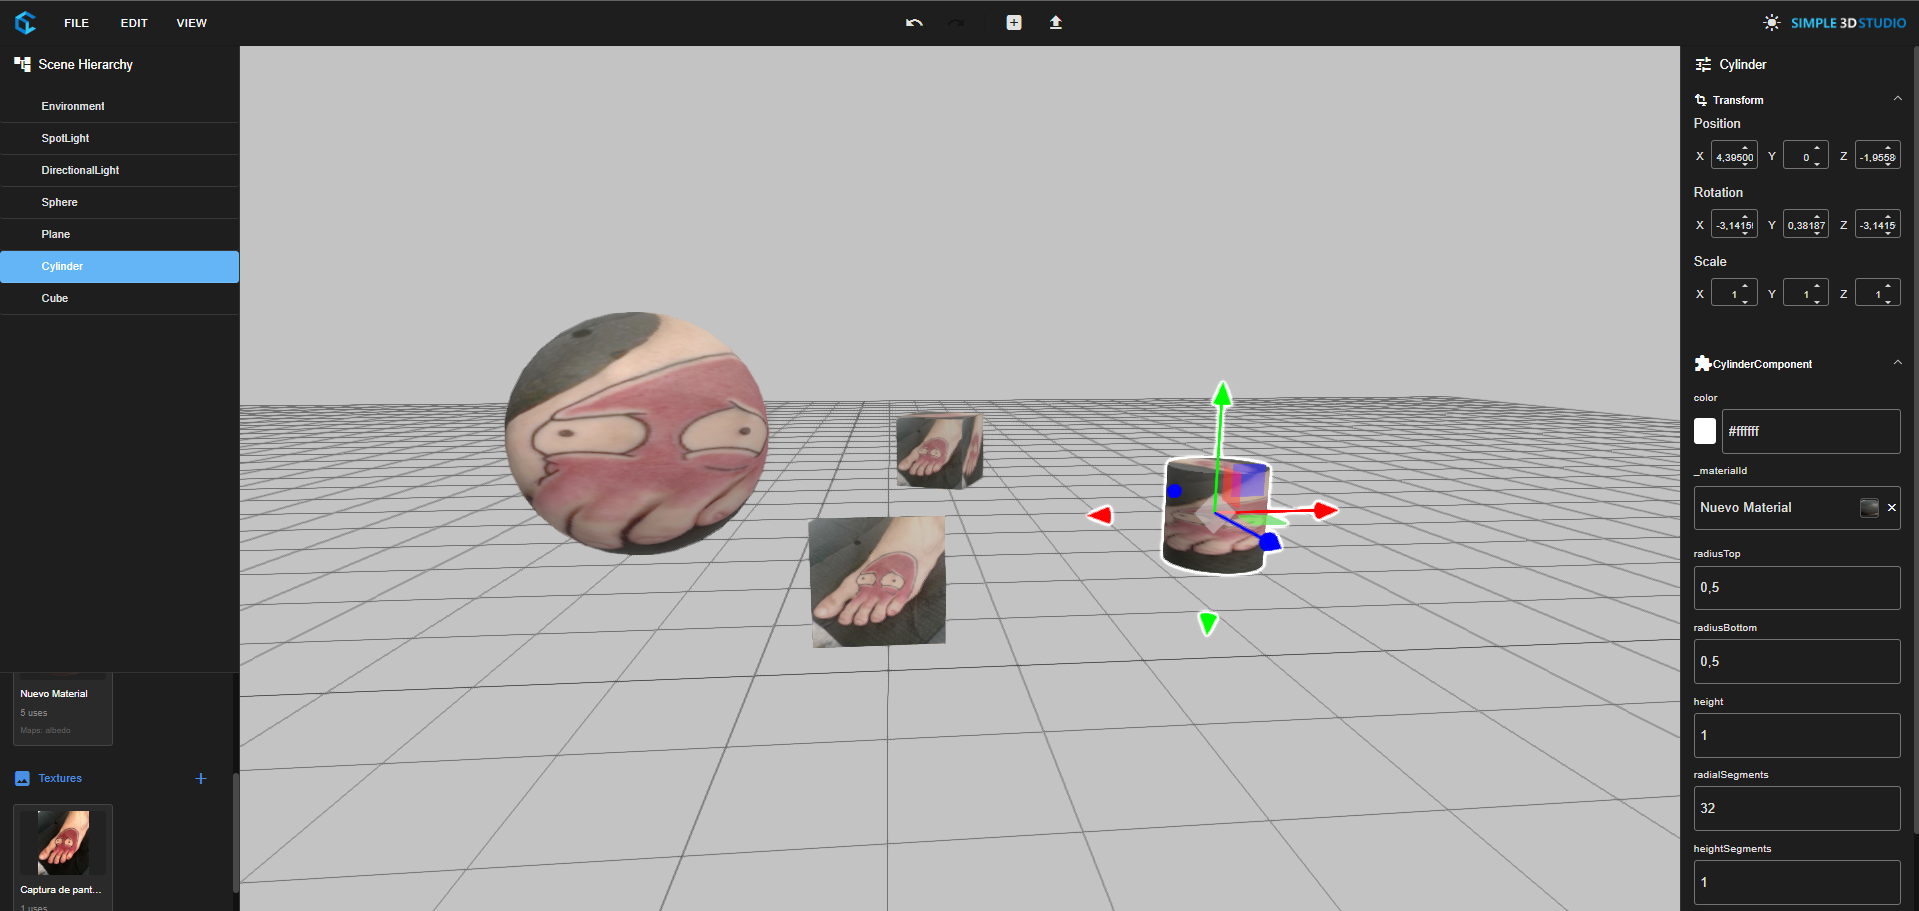 FILE EDIT VIEW
SIMPLE 3D STUDIO
Scene Hierarchy
Environment
SpotLight
DirectionalLight
Sphere
Plane
Cylinder
Cube
Nuevo Material
5 uses
Maps: albedo
Textures
Captura de pant...
1 uses
Cylinder
Transform
Position
X 4,39500 Y 0 Z -1,9558
Rotation
X -3,1415 Y 0,38187 Z -3,1415
Scale
X 1 Y 1 Z 1
CylinderComponent
color
#ffffff
_materialId
Nuevo Material
radiusTop
0,5
radiusBottom
0,5
height
1
radialSegments
32
heightSegments
1